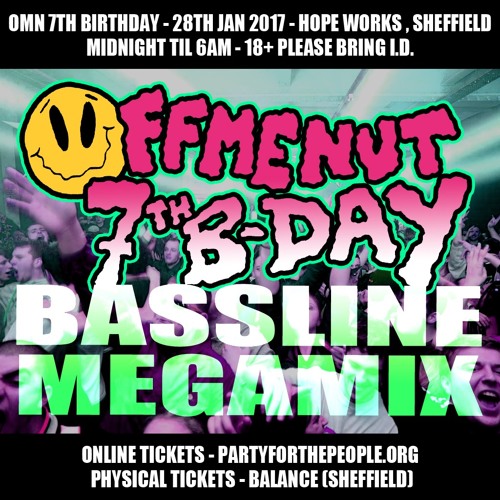 OMN 7TH BIRTHDAY - 28TH JAN 2017 - HOPE WORKS , SHEFFIELD
MIDNIGHT TIL 6AM - 18+ PLEASE BRING I.D.
OFFMENUT
7TH B-DAY
BASSLINE
MEGAMIX
ONLINE TICKETS - PARTYFORTHEPEOPLE.ORG
PHYSICAL TICKETS - BALANCE (SHEFFIELD)